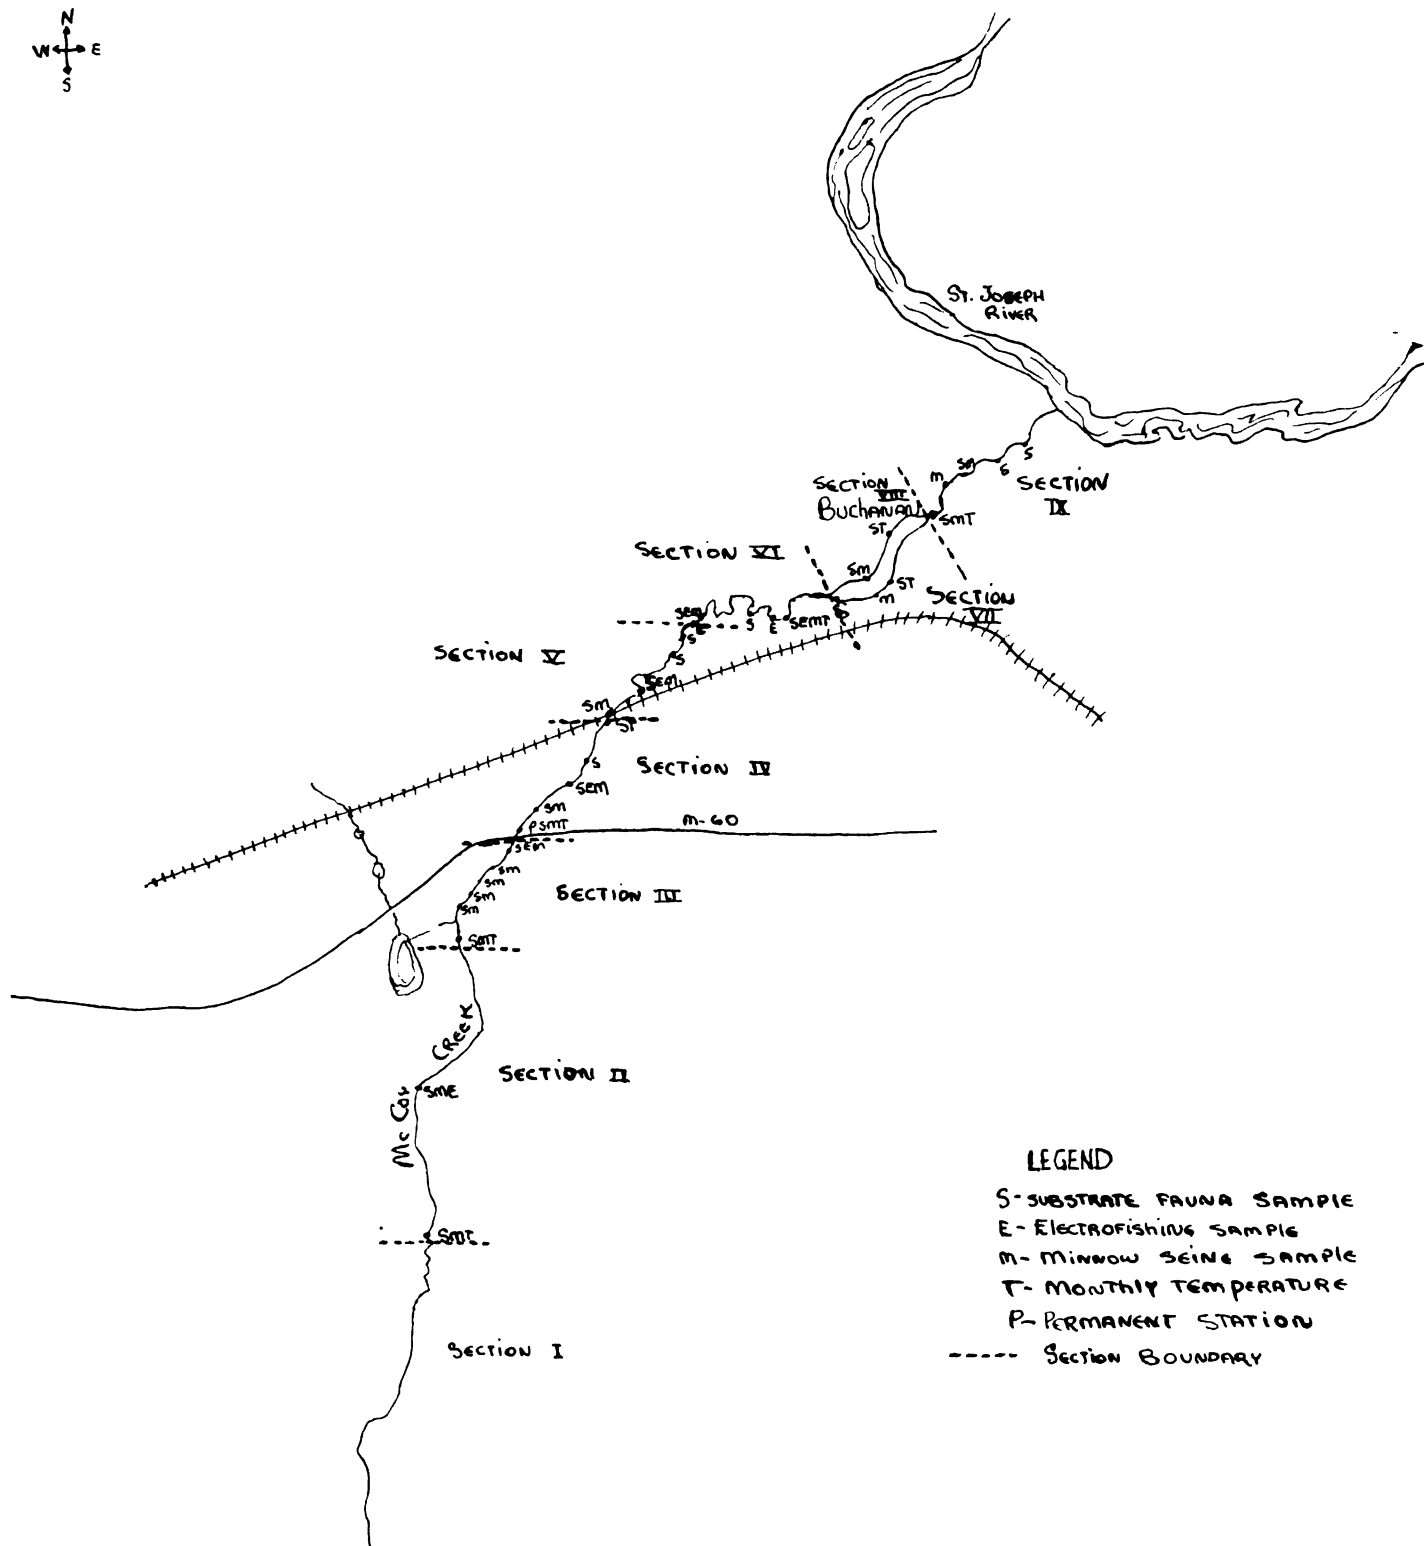 N
W E
S
ST. JOSEPH
RIVER
S
S
SM
M
SECTION
IX
SECTION
VIII
BUCHANAN
SMT
ST
SECTION VI
SM
ST
M
SECTION
VII
SEM
E
S
S
E
SEMT
P
SECTION V
S
SEM
SM
ST
S
SECTION IV
SEM
SM
PSMT
M-60
SEM
SM
SM
SM
SM
SECTION III
SMT
CREEK
SECTION II
SME
Mc Coy
SMT
SECTION I
LEGEND
S-SUBSTRATE FAUNA SAMPLE
E-ELECTROFISHING SAMPLE
M-MINNOW SEINE SAMPLE
T-MONTHLY TEMPERATURE
P-PERMANENT STATION
----- SECTION BOUNDARY